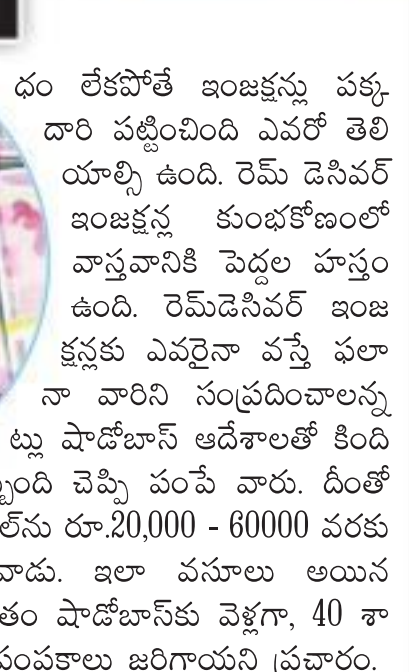 ధం లేకపోతే ఇంజక్షన్లు పక్క
దారి పట్టించింది ఎవరో తెలి
యాల్సి ఉంది. రెమ్ డెసివర్
ఇంజక్షన్ల కుంభకోణంలో
వాస్తవానికి పెద్దల హస్తం
ఉంది. రెమ్‌డెసివర్ ఇంజ
క్షన్లకు ఎవరైనా వస్తే ఫలా
నా వారిని సంప్రదించాలన్న
ట్లు షాడోబాస్ ఆదేశాలతో కింది
చెప్పి పంపే వారు. దీంతో
రూ.20,000 - 60000 వరకు
ఇలా వసూలు అయిన
షాడోబాస్‌కు వెళ్లగా, 40 శా
పంపకాలు జరిగాయని ప్రచారం.